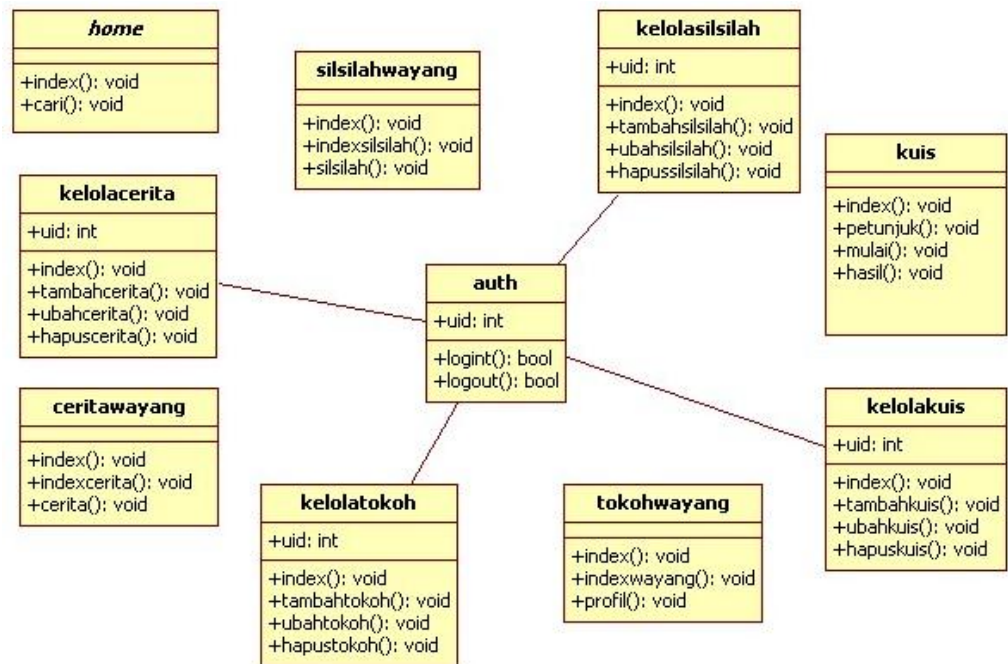 home
+index(): void
+cari(): void
silsilahwayang
+index(): void
+indexsilsilah(): void
+silsilah(): void
kelolasilsilah
+uid: int
+index(): void
+tambahsilsilah(): void
+ubahsilsilah(): void
+hapussilsilah(): void
kuis
+index(): void
+petunjuk(): void
+mulai(): void
+hasil(): void
kelolacerita
+uid: int
+index(): void
+tambahcerita(): void
+ubahcerita(): void
+hapuscerita(): void
auth
+uid: int
+logint(): bool
+logout(): bool
ceritawayang
+index(): void
+indexcerita(): void
+cerita(): void
kelolatokoh
+uid: int
+index(): void
+tambahtokoh(): void
+ubahtokoh(): void
+hapustokoh(): void
tokohwayang
+index(): void
+indexwayang(): void
+profil(): void
kelolakuis
+uid: int
+index(): void
+tambahkuis(): void
+ubahkuis(): void
+hapuskuis(): void